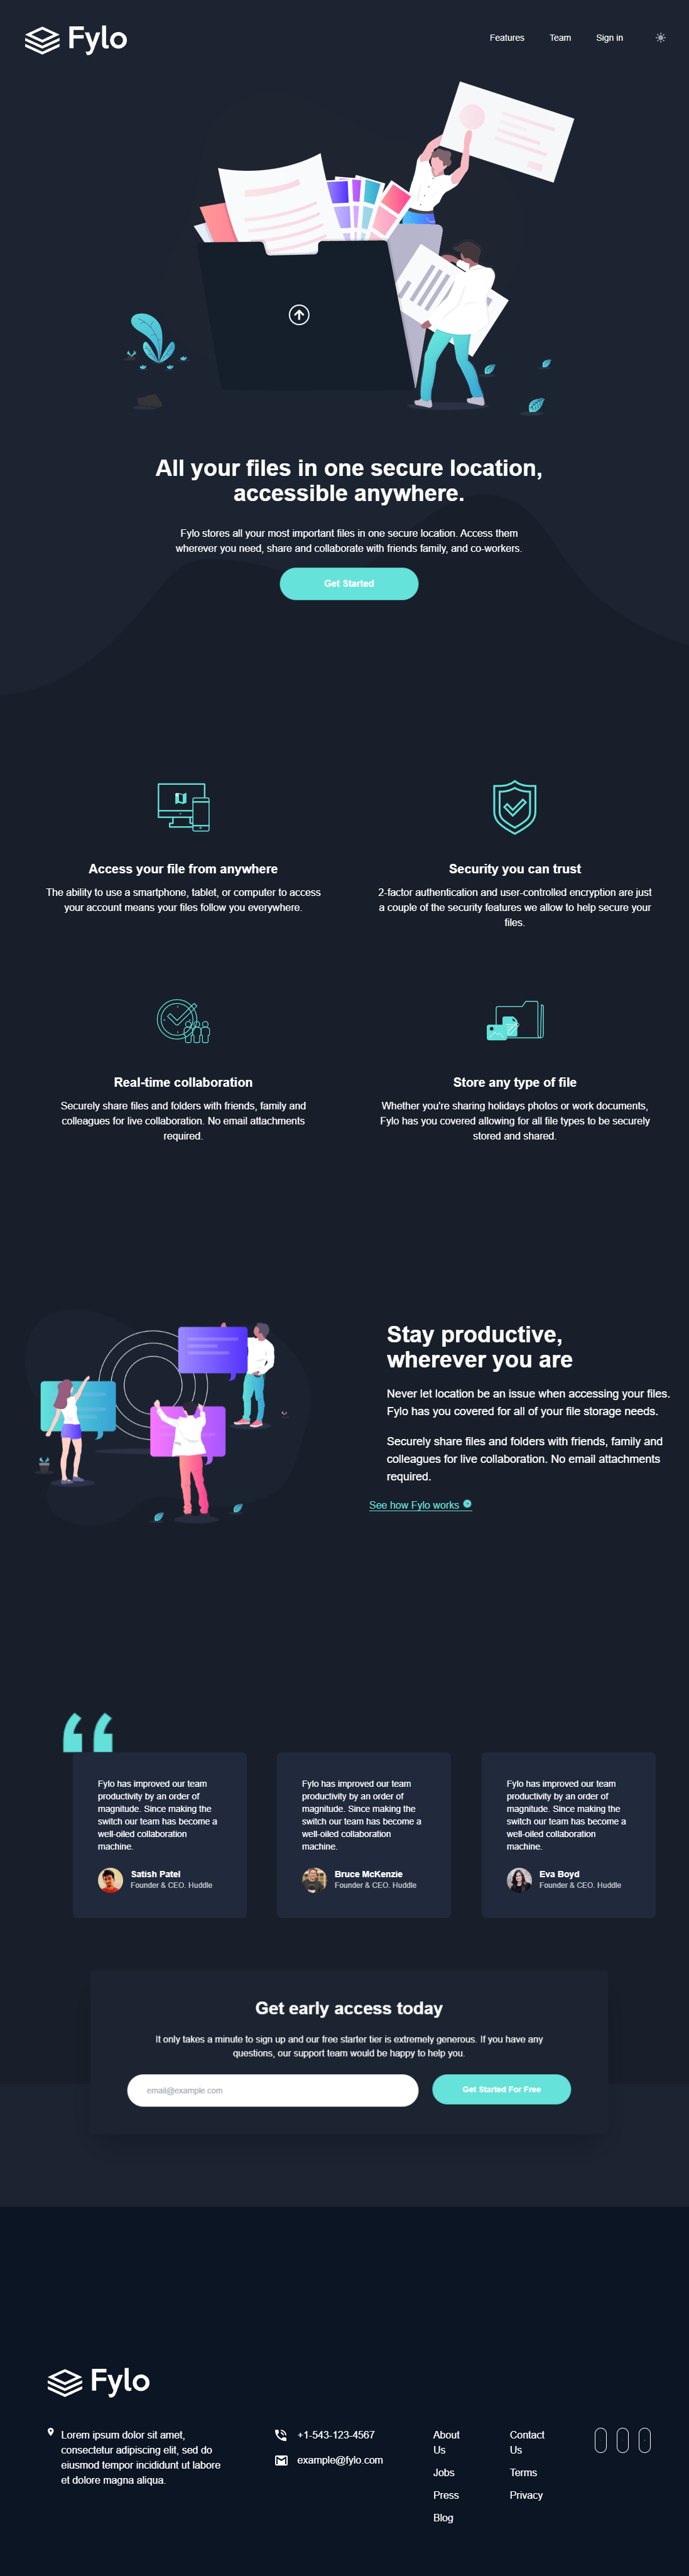 Fylo
Features Team Sign in
All your files in one secure location,
accessible anywhere.
Fylo stores all your most important files in one secure location. Access them
wherever you need, share and collaborate with friends family, and co-workers.
Get Started
Access your file from anywhere
The ability to use a smartphone, tablet, or computer to access
your account means your files follow you everywhere.
Security you can trust
2-factor authentication and user-controlled encryption are just
a couple of the security features we allow to help secure your
files.
Real-time collaboration
Securely share files and folders with friends, family and
colleagues for live collaboration. No email attachments
required.
Store any type of file
Whether you're sharing holidays photos or work documents,
Fylo has you covered allowing for all file types to be securely
stored and shared.
Stay productive,
wherever you are
Never let location be an issue when accessing your files.
Fylo has you covered for all of your file storage needs.
Securely share files and folders with friends, family and
colleagues for live collaboration. No email attachments
required.
See how Fylo works
Fylo has improved our team
productivity by an order of
magnitude. Since making the
switch our team has become a
well-oiled collaboration
machine.
Satish Patel
Founder & CEO. Huddle
Fylo has improved our team
productivity by an order of
magnitude. Since making the
switch our team has become a
well-oiled collaboration
machine.
Bruce McKenzie
Founder & CEO. Huddle
Fylo has improved our team
productivity by an order of
magnitude. Since making the
switch our team has become a
well-oiled collaboration
machine.
Eva Boyd
Founder & CEO. Huddle
Get early access today
It only takes a minute to sign up and our free starter tier is extremely generous. If you have any
questions, our support team would be happy to help you.
email@example.com
Get Started For Free
Fylo
Lorem ipsum dolor sit amet,
consectetur adipiscing elit, sed do
eiusmod tempor incididunt ut labore
et dolore magna aliqua.
+1-543-123-4567
example@fylo.com
About
Us
Jobs
Press
Blog
Contact
Us
Terms
Privacy